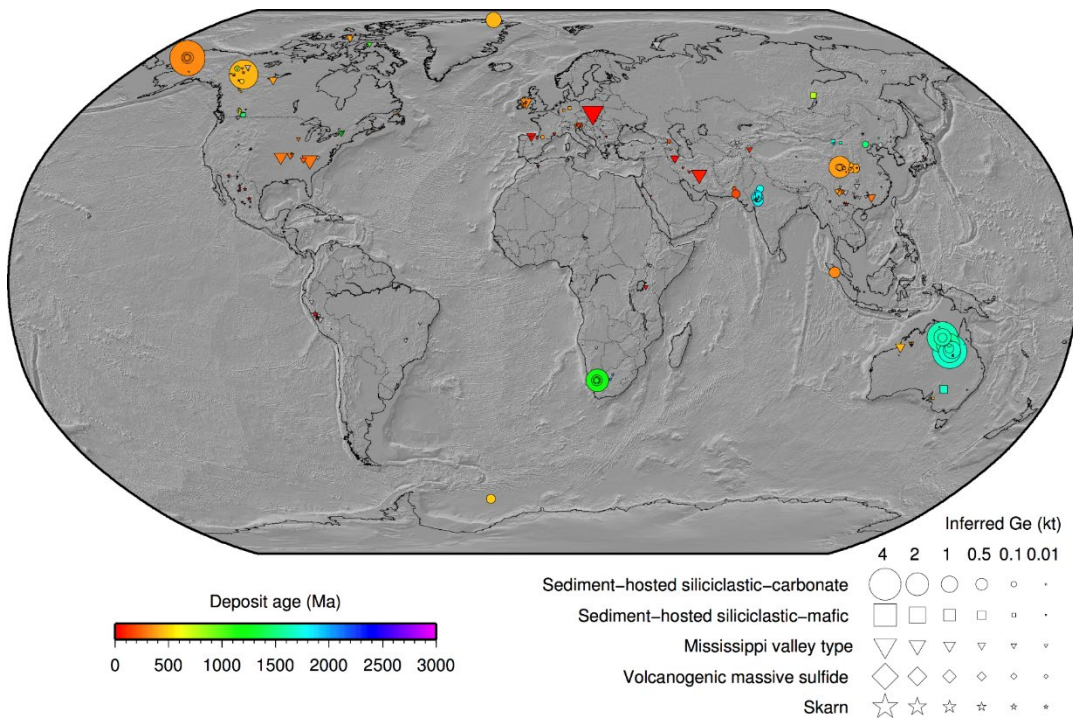 Inferred Ge (kt)
4 2 1 0.5 0.1 0.01
Sediment−hosted siliciclastic−carbonate
Sediment−hosted siliciclastic−mafic
Mississippi valley type
Volcanogenic massive sulfide
Skarn
Deposit age (Ma)
0 500 1000 1500 2000 2500 3000